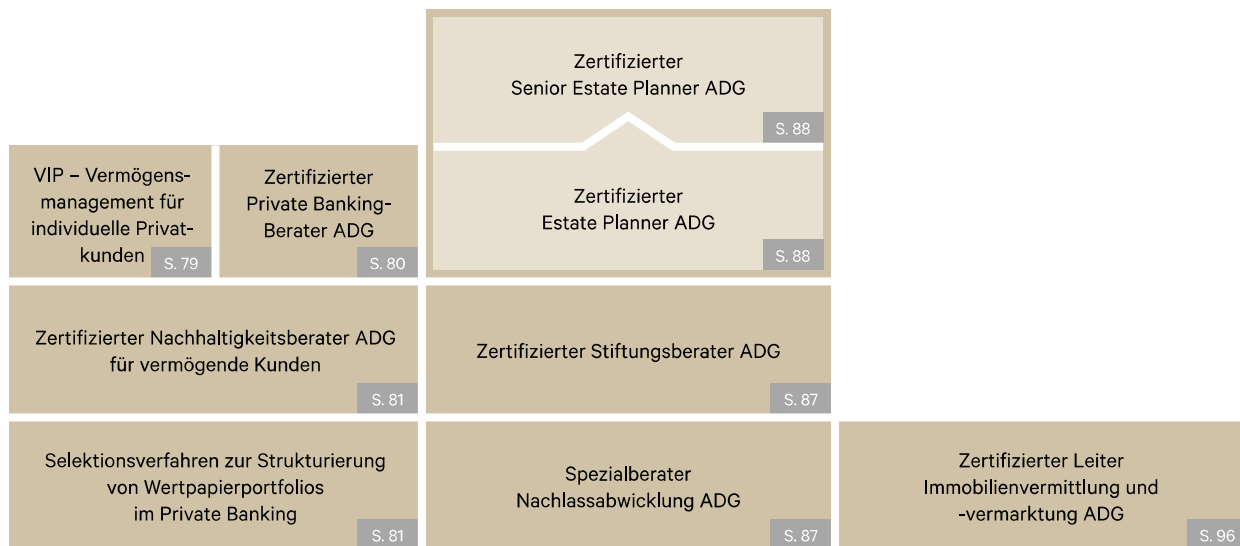 Zertifizierter
Senior Estate Planner ADG
S. 88
VIP – Vermögens-
management für
individuelle Privat-
kunden
S. 79
Zertifizierter
Private Banking-
Berater ADG
S. 80
Zertifizierter
Estate Planner ADG
S. 88
Zertifizierter Nachhaltigkeitsberater ADG
für vermögende Kunden
S. 81
Zertifizierter Stiftungsberater ADG
S. 87
Selektionsverfahren zur Strukturierung
von Wertpapierportfolios
im Private Banking
S. 81
Spezialberater
Nachlassabwicklung ADG
S. 87
Zertifizierter Leiter
Immobilienvermittlung und
-vermarktung ADG
S. 96